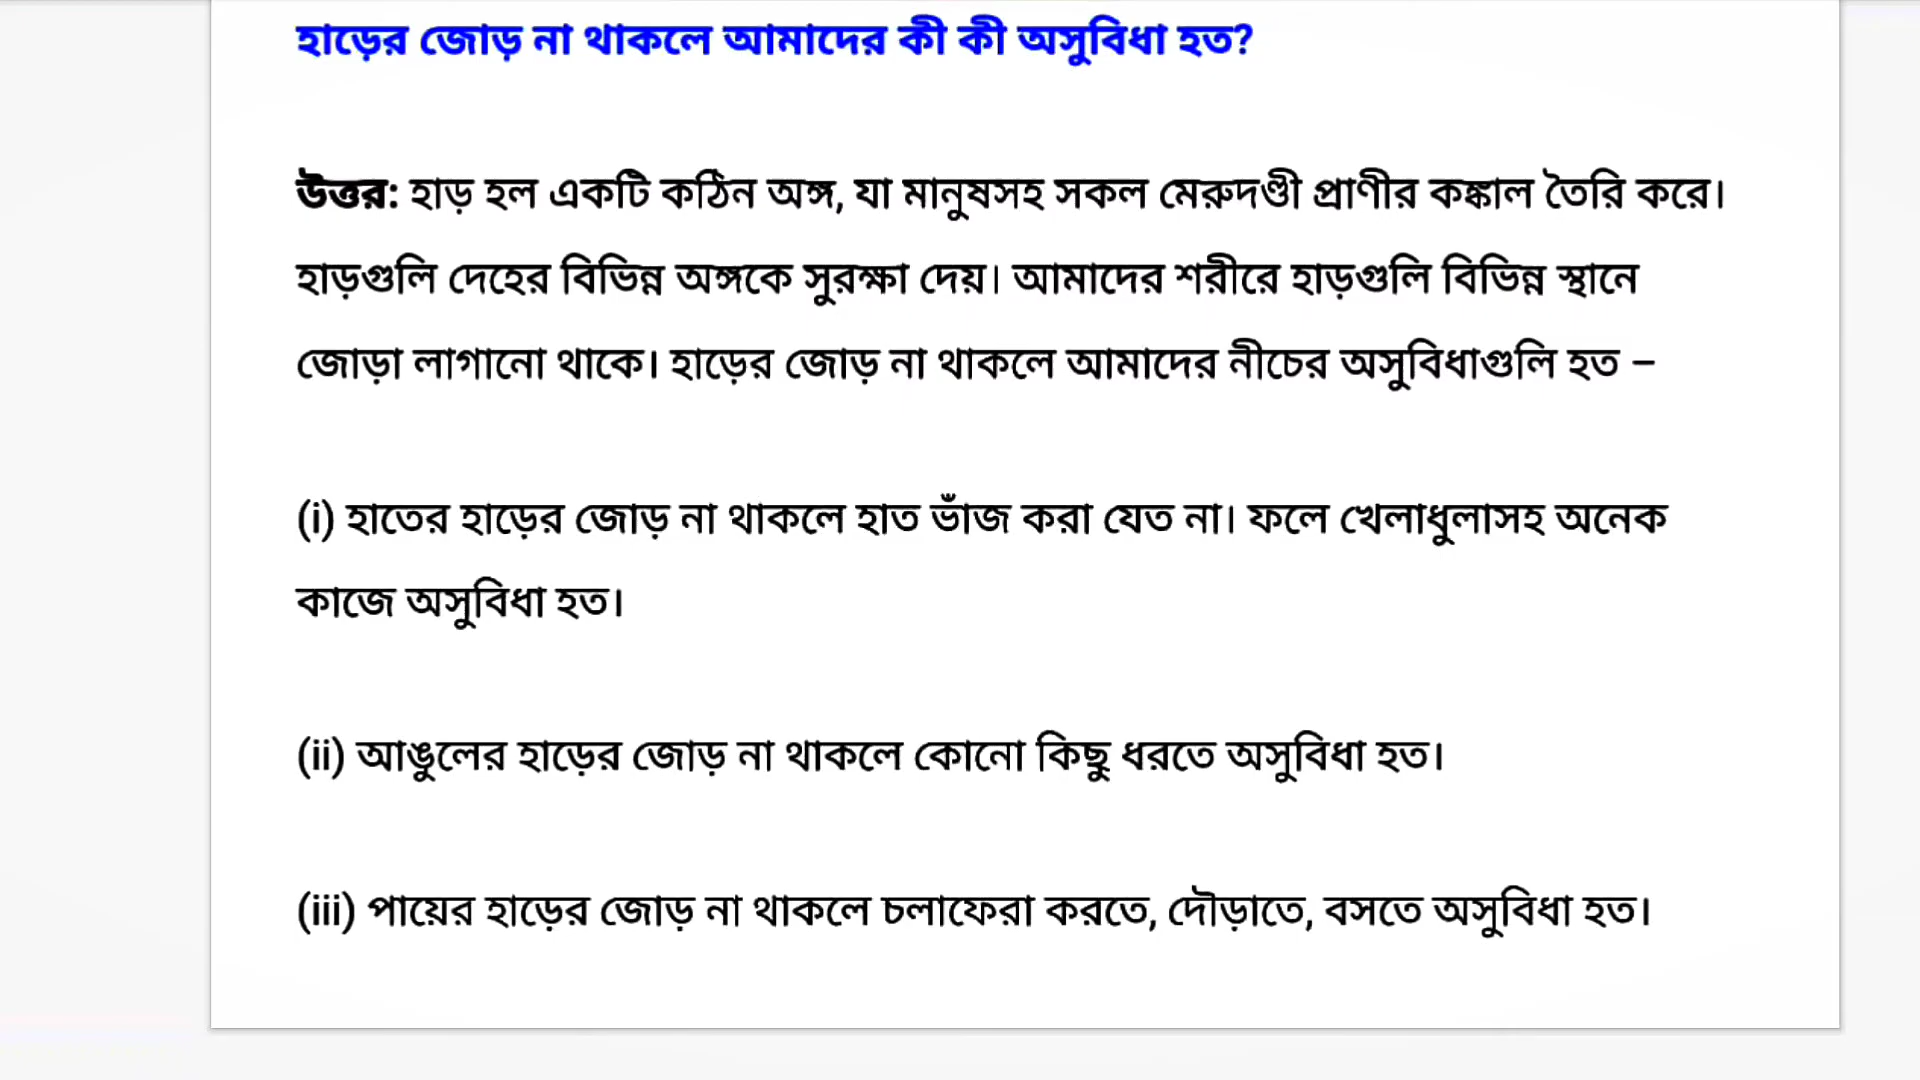 হাড়ের জোড় না থাকলে আমাদের কী কী অসুবিধা হত?
উত্তর: হাড় হল একটি কঠিন অঙ্গ, যা মানুষসহ সকল মেরুদণ্ডী প্রাণীর কঙ্কাল তৈরি করে।
হাড়গুলি দেহের বিভিন্ন অঙ্গকে সুরক্ষা দেয়। আমাদের শরীরে হাড়গুলি বিভিন্ন স্থানে
জোড়া লাগানো থাকে। হাড়ের জোড় না থাকলে আমাদের নীচের অসুবিধাগুলি হত –
(i) হাতের হাড়ের জোড় না থাকলে হাত ভাঁজ করা যেত না। ফলে খেলাধুলাসহ অনেক
কাজে অসুবিধা হত।
(ii) আঙুলের হাড়ের জোড় না থাকলে কোনো কিছু ধরতে অসুবিধা হত।
(iii) পায়ের হাড়ের জোড় না থাকলে চলাফেরা করতে, দৌড়াতে, বসতে অসুবিধা হত।